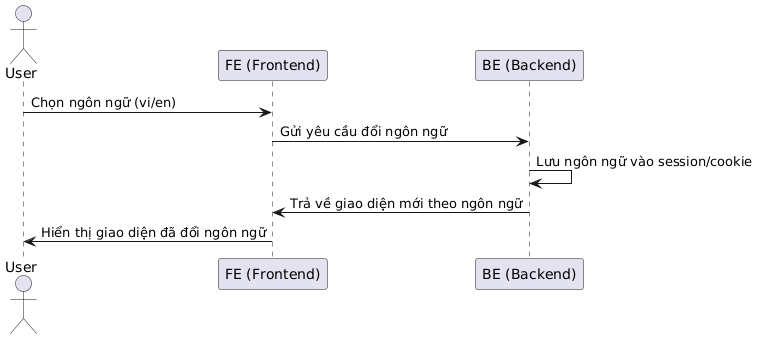 User
FE (Frontend)
BE (Backend)
Chọn ngôn ngữ (vi/en)
Gửi yêu cầu đổi ngôn ngữ
Lưu ngôn ngữ vào session/cookie
Trả về giao diện mới theo ngôn ngữ
Hiển thị giao diện đã đổi ngôn ngữ
User
FE (Frontend)
BE (Backend)